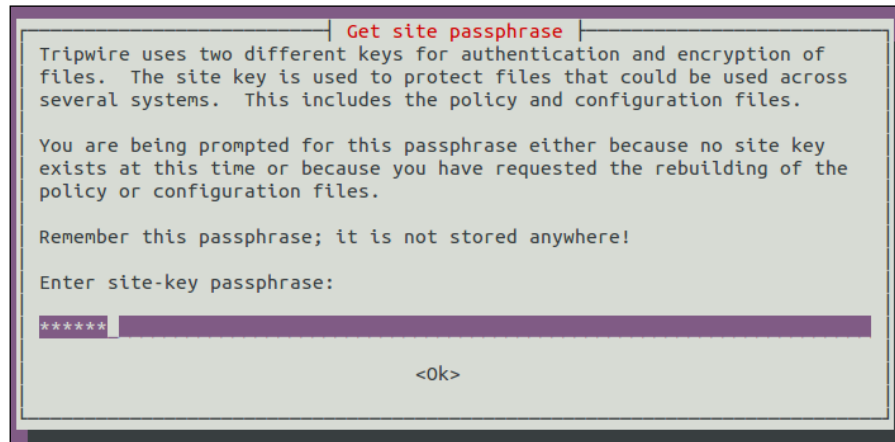 Get site passphrase
Tripwire uses two different keys for authentication and encryption of
files.  The site key is used to protect files that could be used across
several systems.  This includes the policy and configuration files.
You are being prompted for this passphrase either because no site key
exists at this time or because you have requested the rebuilding of the
policy or configuration files.
Remember this passphrase; it is not stored anywhere!
Enter site-key passphrase:
******_
<Ok>